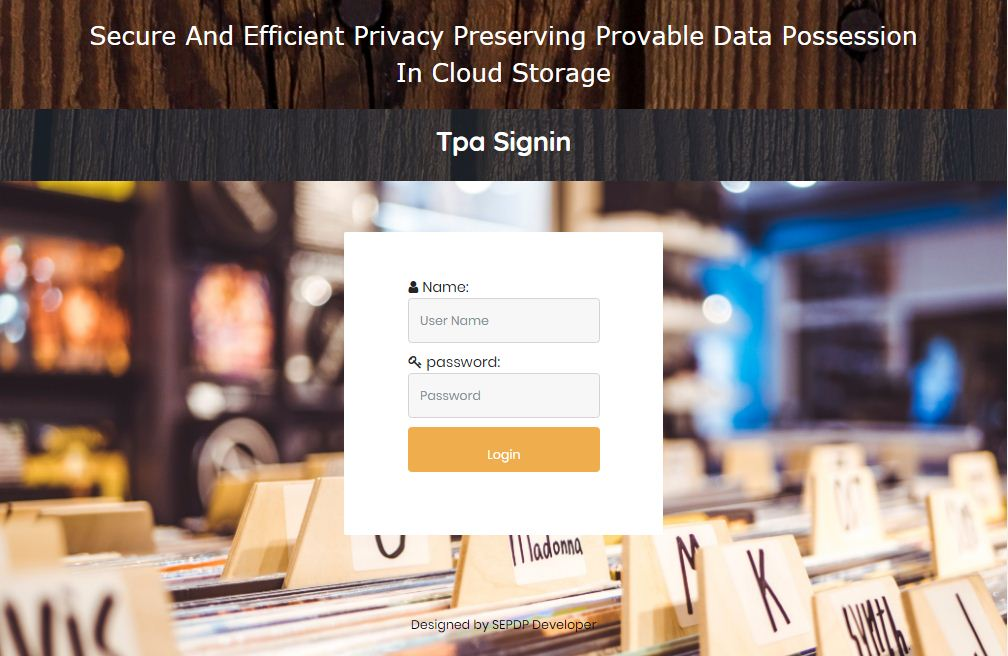 Secure And Efficient Privacy Preserving Provable Data Possession
In Cloud Storage
Tpa Signin
Name:
User Name
password:
Password
Login
U
Madonna
M
K
J
Designed by SEPDP Developer